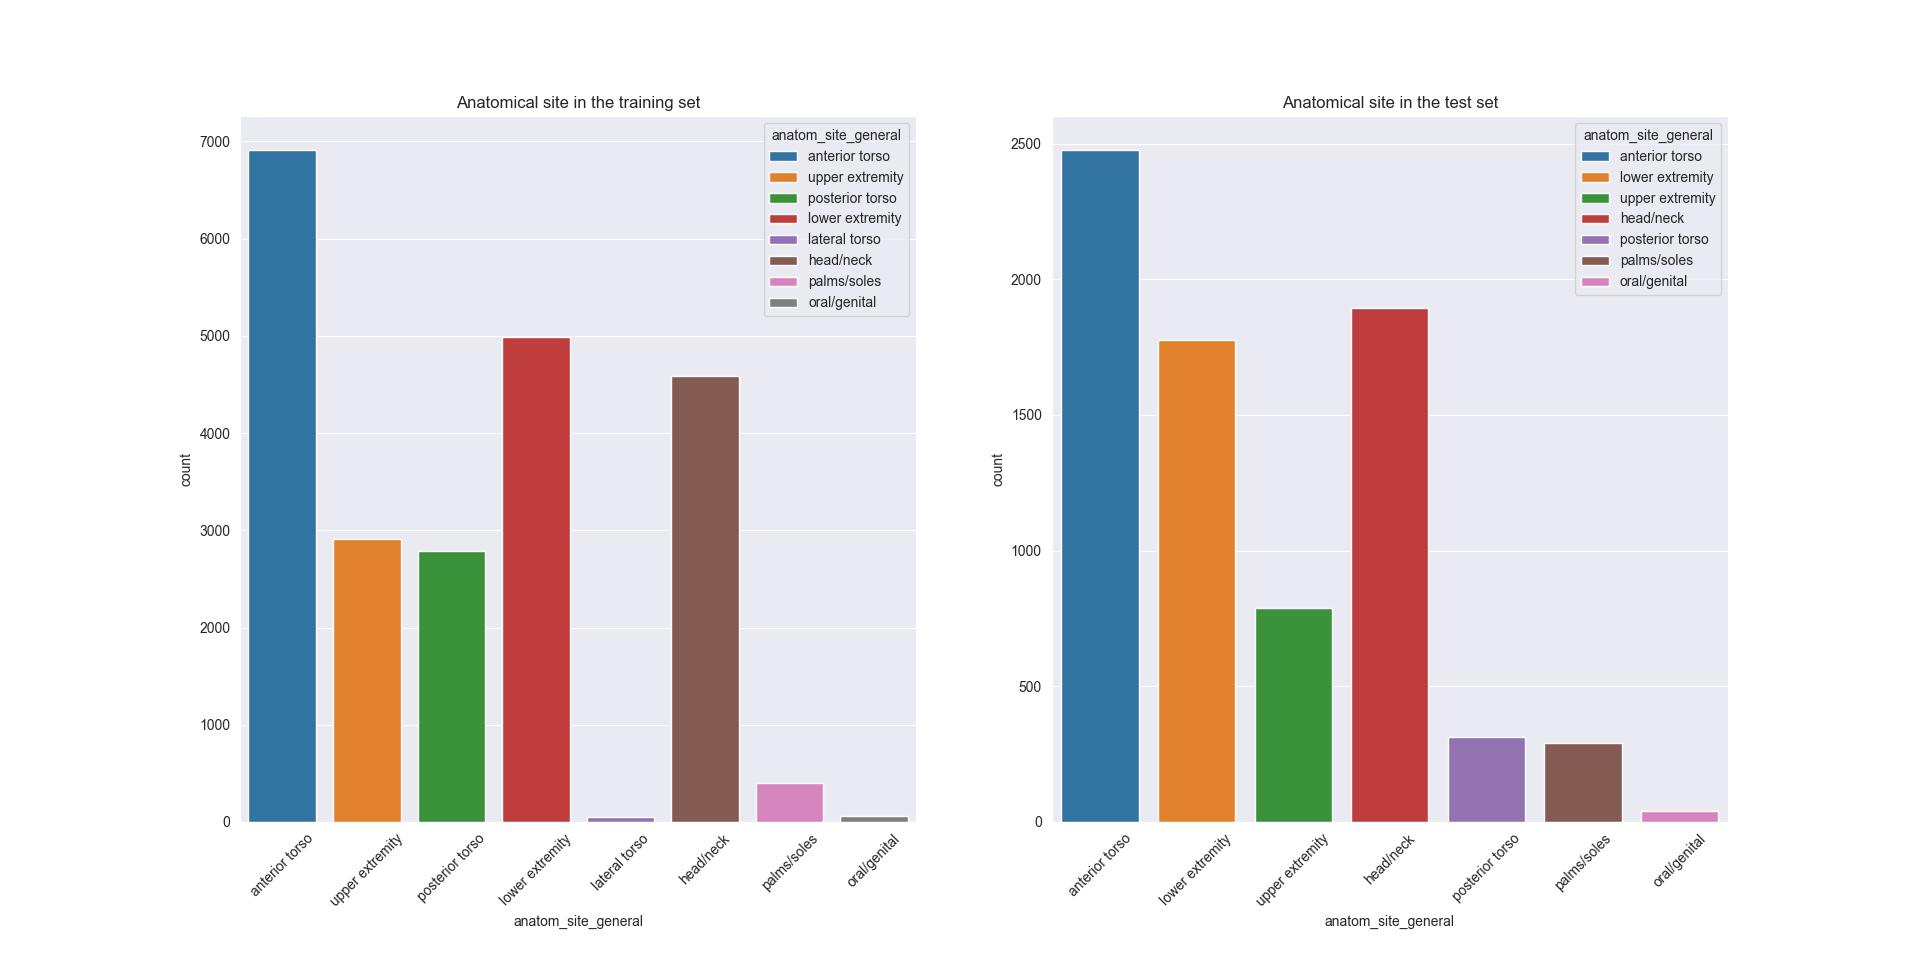 Anatomical site in the training set
7000
6000
5000
4000
3000
2000
1000
0
count
anatom_site_general
anterior torso
upper extremity
posterior torso
lower extremity
lateral torso
head/neck
palms/soles
oral/genital
anterior torso
upper extremity
posterior torso
lower extremity
lateral torso
head/neck
palms/soles
oral/genital
anatom_site_general
Anatomical site in the test set
2500
2000
1500
1000
500
0
count
anatom_site_general
anterior torso
lower extremity
upper extremity
head/neck
posterior torso
palms/soles
oral/genital
anterior torso
lower extremity
upper extremity
head/neck
posterior torso
palms/soles
oral/genital
anatom_site_general